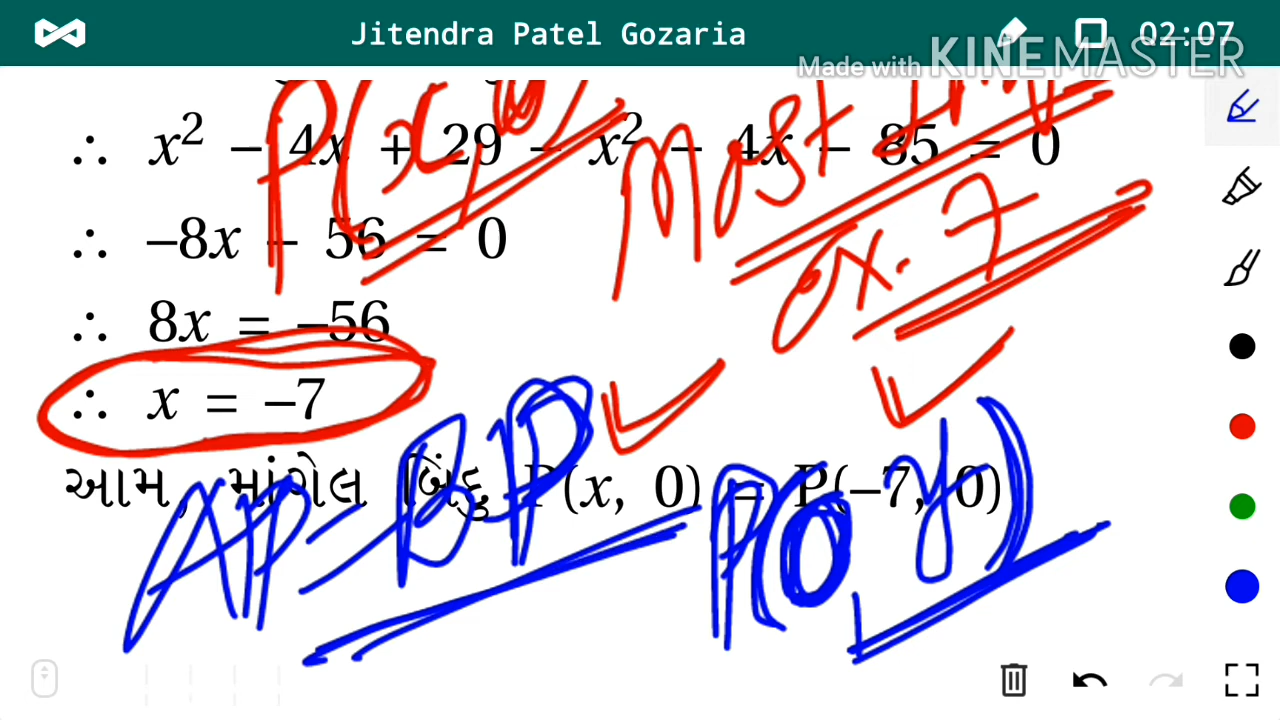 Jitendra Patel Gozaria
02:07
Made with KINEMASTER
∴ x² − 4x + 29 − x² − 4x − 85 = 0
P(x, 0)
Most Imp
∴ −8x − 56 = 0
ex. 7
∴ 8x = −56
∴ x = −7
આમ, માંગેલ બિંદુ P(x, 0) = P(−7, 0)
AP = BP
P(0, y)